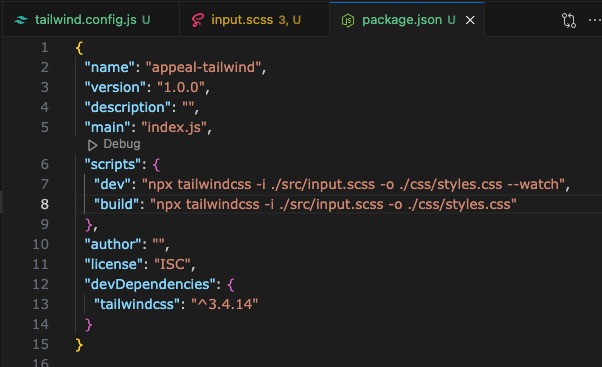 tailwind.config.js U
input.scss 3, U
package.json U
1 {
2 "name": "appeal-tailwind",
3 "version": "1.0.0",
4 "description": "",
5 "main": "index.js",
Debug
6 "scripts": {
7 "dev": "npx tailwindcss -i ./src/input.scss -o ./css/styles.css --watch",
8 "build": "npx tailwindcss -i ./src/input.scss -o ./css/styles.css"
9 },
10 "author": "",
11 "license": "ISC",
12 "devDependencies": {
13 "tailwindcss": "^3.4.14"
14 }
15 }
16